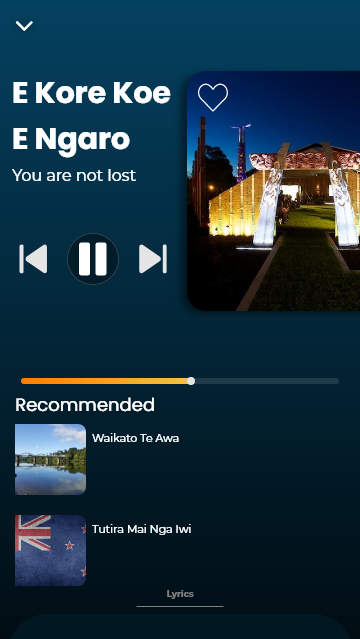 E Kore Koe
E Ngaro
You are not lost
Recommended
Waikato Te Awa
Tutira Mai Nga Iwi
Lyrics